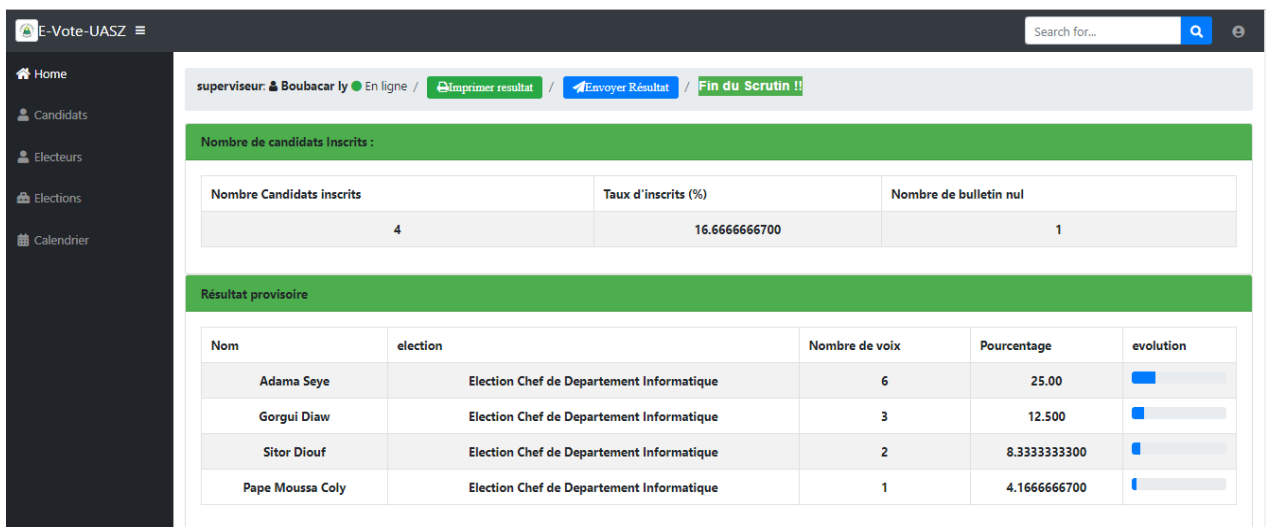 E-Vote-UASZ
Search for...
Home
Candidats
Electeurs
Elections
Calendrier
superviseur: Boubacar ly En ligne / Imprimer resultat / Envoyer Résultat / Fin du Scrutin !!
Nombre de candidats Inscrits :
Nombre Candidats inscrits Taux d'inscrits (%) Nombre de bulletin nul
4 16.6666666700 1
Résultat provisoire
Nom election Nombre de voix Pourcentage evolution
Adama Seye Election Chef de Departement Informatique 6 25.00
Gorgui Diaw Election Chef de Departement Informatique 3 12.500
Sitor Diouf Election Chef de Departement Informatique 2 8.3333333300
Pape Moussa Coly Election Chef de Departement Informatique 1 4.1666666700